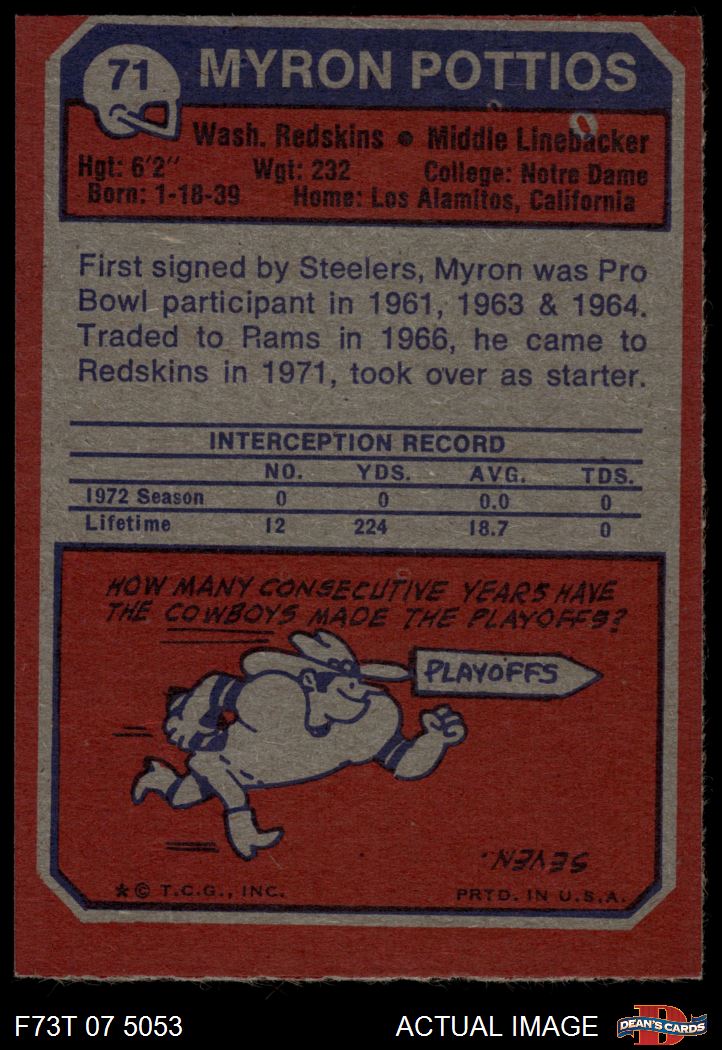 71 MYRON POTTIOS
Wash. Redskins • Middle Linebacker
Hgt: 6'2" Wgt: 232 College: Notre Dame
Born: 1-18-39 Home: Los Alamitos, California
First signed by Steelers, Myron was Pro
Bowl participant in 1961, 1963 & 1964.
Traded to Rams in 1966, he came to
Redskins in 1971, took over as starter.
INTERCEPTION RECORD
NO. YDS. AVG. TDS.
1972 Season 0 0 0.0 0
Lifetime 12 224 18.7 0
HOW MANY CONSECUTIVE YEARS HAVE
THE COWBOYS MADE THE PLAYOFFS?
PLAYOFFS
SEVEN.
★ © T.C.G., INC. PRTD. IN U.S.A.
F73T 07 5053 ACTUAL IMAGE D DEAN'S CARDS